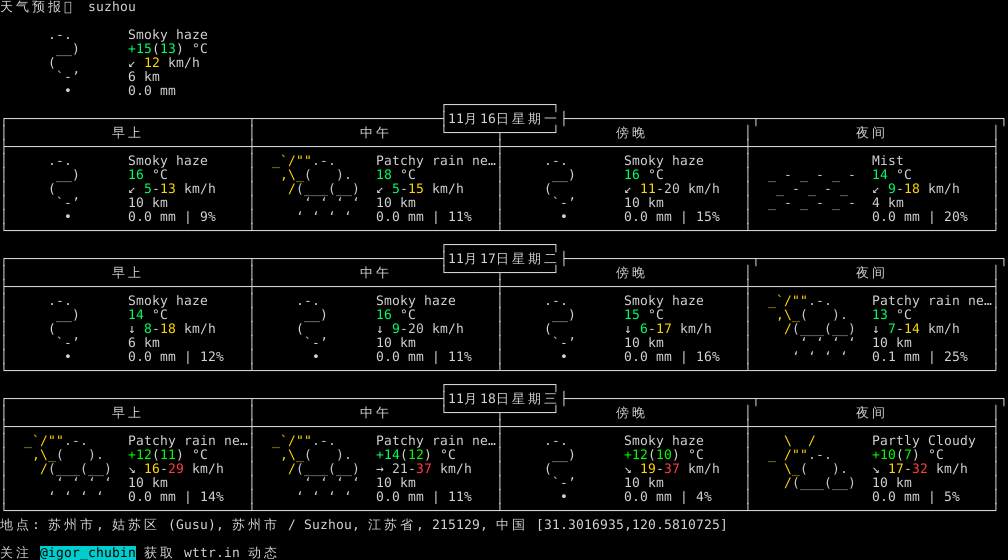 天气预报： suzhou
Smoky haze
+15(13) °C
↙ 12 km/h
6 km
0.0 mm
11月16日星期一
早上 中午 傍晚 夜间
Smoky haze Patchy rain ne… Smoky haze Mist
16 °C 18 °C 16 °C 14 °C
↙ 5-13 km/h ↙ 5-15 km/h ↙ 11-20 km/h ↙ 9-18 km/h
10 km 10 km 10 km 4 km
0.0 mm | 9% 0.0 mm | 11% 0.0 mm | 15% 0.0 mm | 20%
11月17日星期二
早上 中午 傍晚 夜间
Smoky haze Smoky haze Smoky haze Patchy rain ne…
14 °C 16 °C 15 °C 13 °C
↓ 8-18 km/h ↓ 9-20 km/h ↓ 6-17 km/h ↓ 7-14 km/h
6 km 10 km 10 km 10 km
0.0 mm | 12% 0.0 mm | 11% 0.0 mm | 16% 0.1 mm | 25%
11月18日星期三
早上 中午 傍晚 夜间
Patchy rain ne… Patchy rain ne… Smoky haze Partly Cloudy
+12(11) °C +14(12) °C +12(10) °C +10(7) °C
↘ 16-29 km/h → 21-37 km/h ↘ 19-37 km/h ↘ 17-32 km/h
10 km 10 km 10 km 10 km
0.0 mm | 14% 0.0 mm | 11% 0.0 mm | 4% 0.0 mm | 5%
地点: 苏州市, 姑苏区 (Gusu), 苏州市 / Suzhou, 江苏省, 215129, 中国 [31.3016935,120.5810725]
关注 @igor_chubin 获取 wttr.in 动态